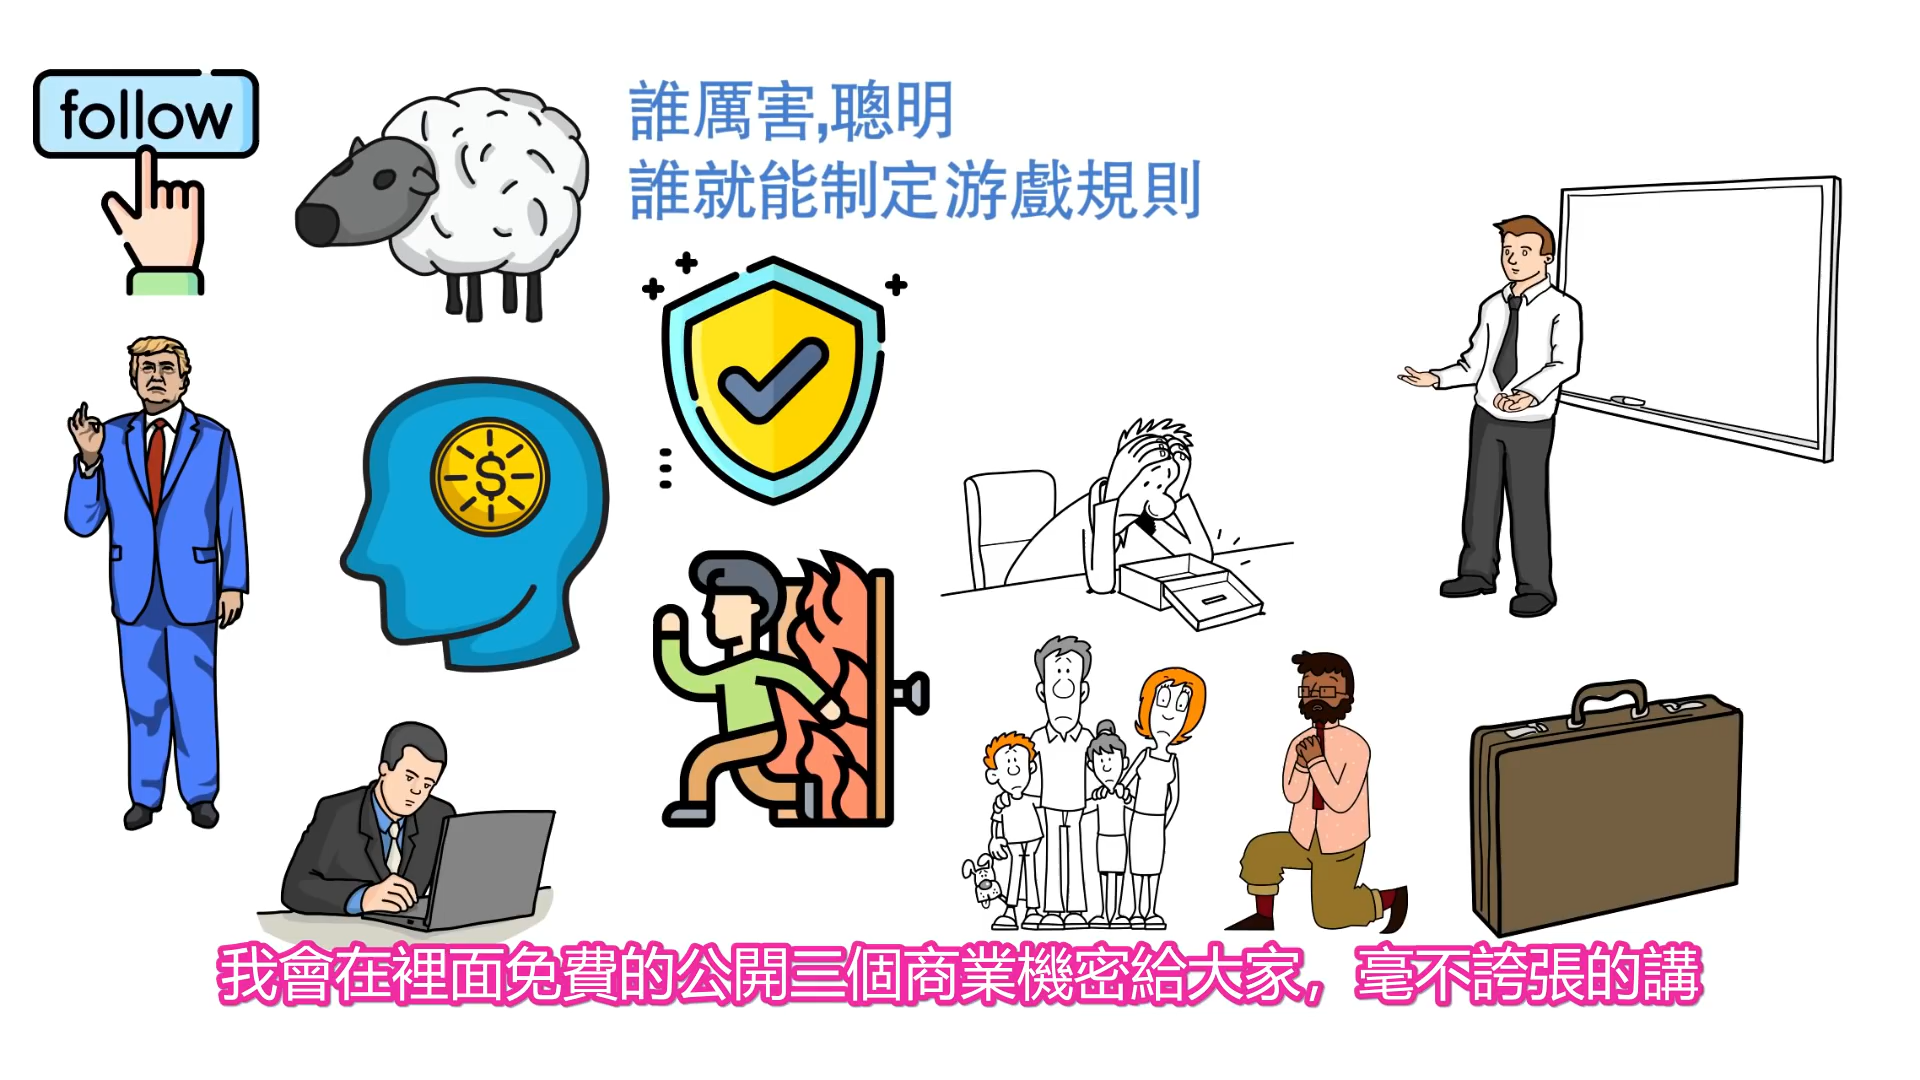 follow
誰厲害,聰明
誰就能制定游戲規則
$
我會在裡面免費的公開三個商業機密給大家，毫不誇張的講